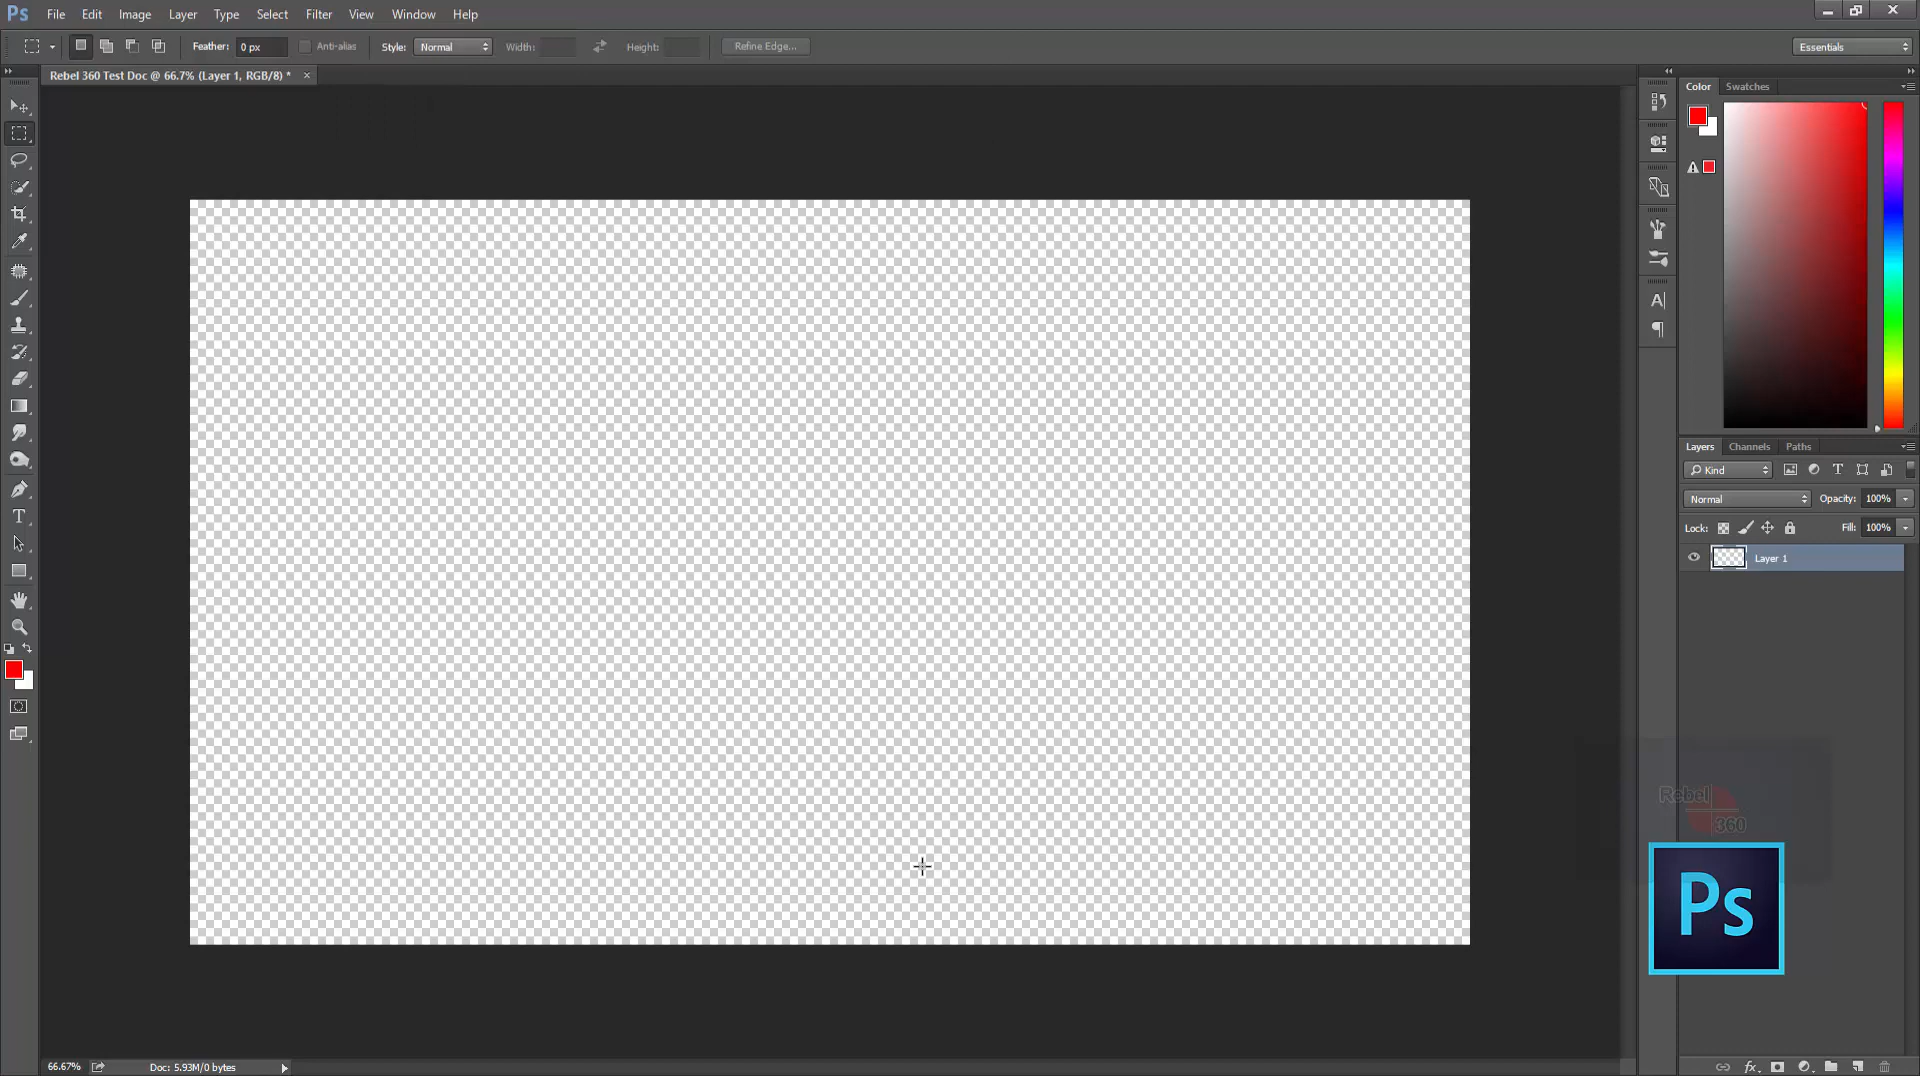 Ps File Edit Image Layer Type Select Filter View Window Help
Feather: 0 px Anti-alias Style: Normal Width: Height: Refine Edge... Essentials
Rebel 360 Test Doc @ 66.7% (Layer 1, RGB/8) * ×
Color Swatches
Layers Channels Paths
Kind
Normal Opacity: 100%
Lock: Fill: 100%
Layer 1
Rebel
360
Ps
66.67% Doc: 5.93M/0 bytes